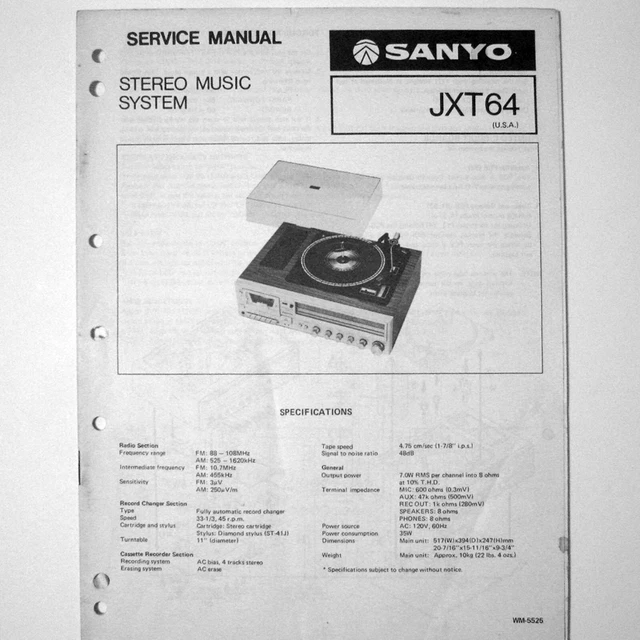 SERVICE MANUAL
SANYO
STEREO MUSIC
SYSTEM
JXT64
(U.S.A.)
SPECIFICATIONS
Radio Section
Frequency range FM: 88 – 108MHz
AM: 525 – 1620kHz
Intermediate frequency FM: 10.7MHz
AM: 455kHz
Sensitivity FM: 3μV
AM: 250μV/m
Record Changer Section
Type Fully automatic record changer
Speed 33-1/3, 45 r.p.m.
Cartridge and stylus Cartridge: Stereo cartridge
Stylus: Diamond stylus (ST-41J)
Turntable 11" (diameter)
Cassette Recorder Section
Recording system AC bias, 4 tracks stereo
Erasing system AC erase
Tape speed 4.75 cm/sec (1-7/8" i.p.s.)
Signal to noise ratio 48dB
General
Output power 7.0W RMS per channel into 8 ohms
at 10% T.H.D.
Terminal impedance MIC: 600 ohms (0.3mV)
AUX: 47k ohms (500mV)
REC OUT: 1k ohms (280mV)
SPEAKERS: 8 ohms
PHONES: 8 ohms
Power source AC: 120V, 60Hz
Power consumption 35W
Dimensions Main unit: 517(W)x394(D)x247(H)mm
20-7/16"x15-11/16"x9-3/4"
Weight Main unit: Approx. 10kg (22 lbs. 4 ozs.)
* Specifications subject to change without notice.
WM-5525